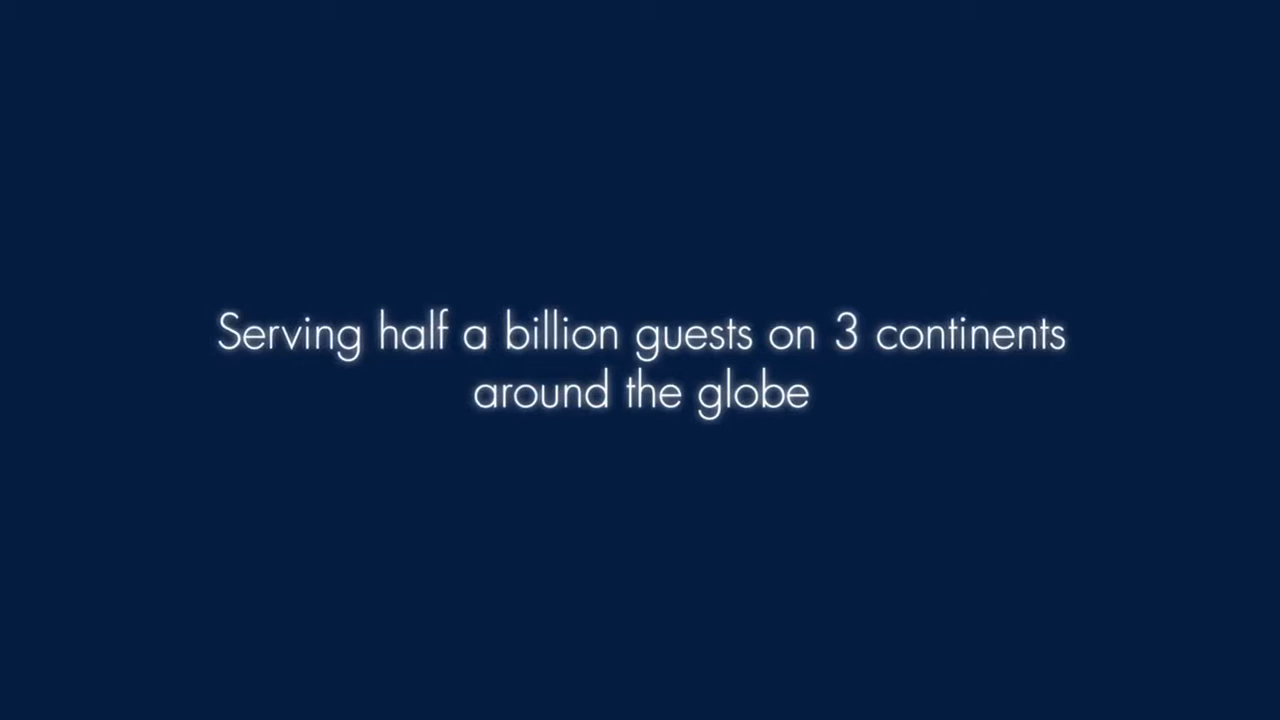 Serving half a billion guests on 3 continents
around the globe